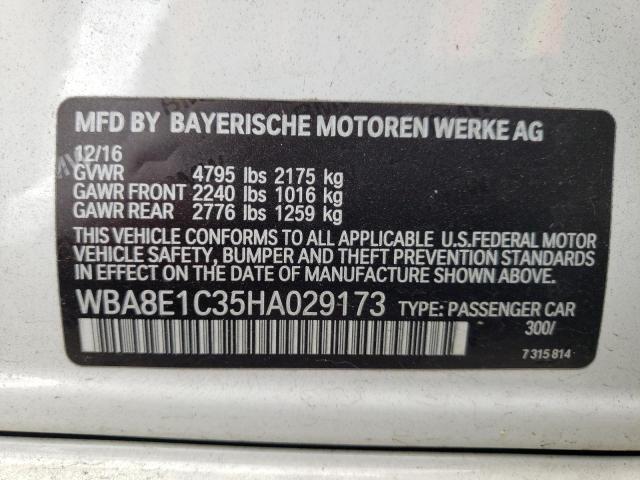 MFD BY BAYERISCHE MOTOREN WERKE AG
12/16
GVWR 4795 lbs 2175 kg
GAWR FRONT 2240 lbs 1016 kg
GAWR REAR 2776 lbs 1259 kg
THIS VEHICLE CONFORMS TO ALL APPLICABLE U.S.FEDERAL MOTOR
VEHICLE SAFETY, BUMPER AND THEFT PREVENTION STANDARDS
IN EFFECT ON THE DATE OF MANUFACTURE SHOWN ABOVE.
WBA8E1C35HA029173 TYPE: PASSENGER CAR
300/
7 315 814